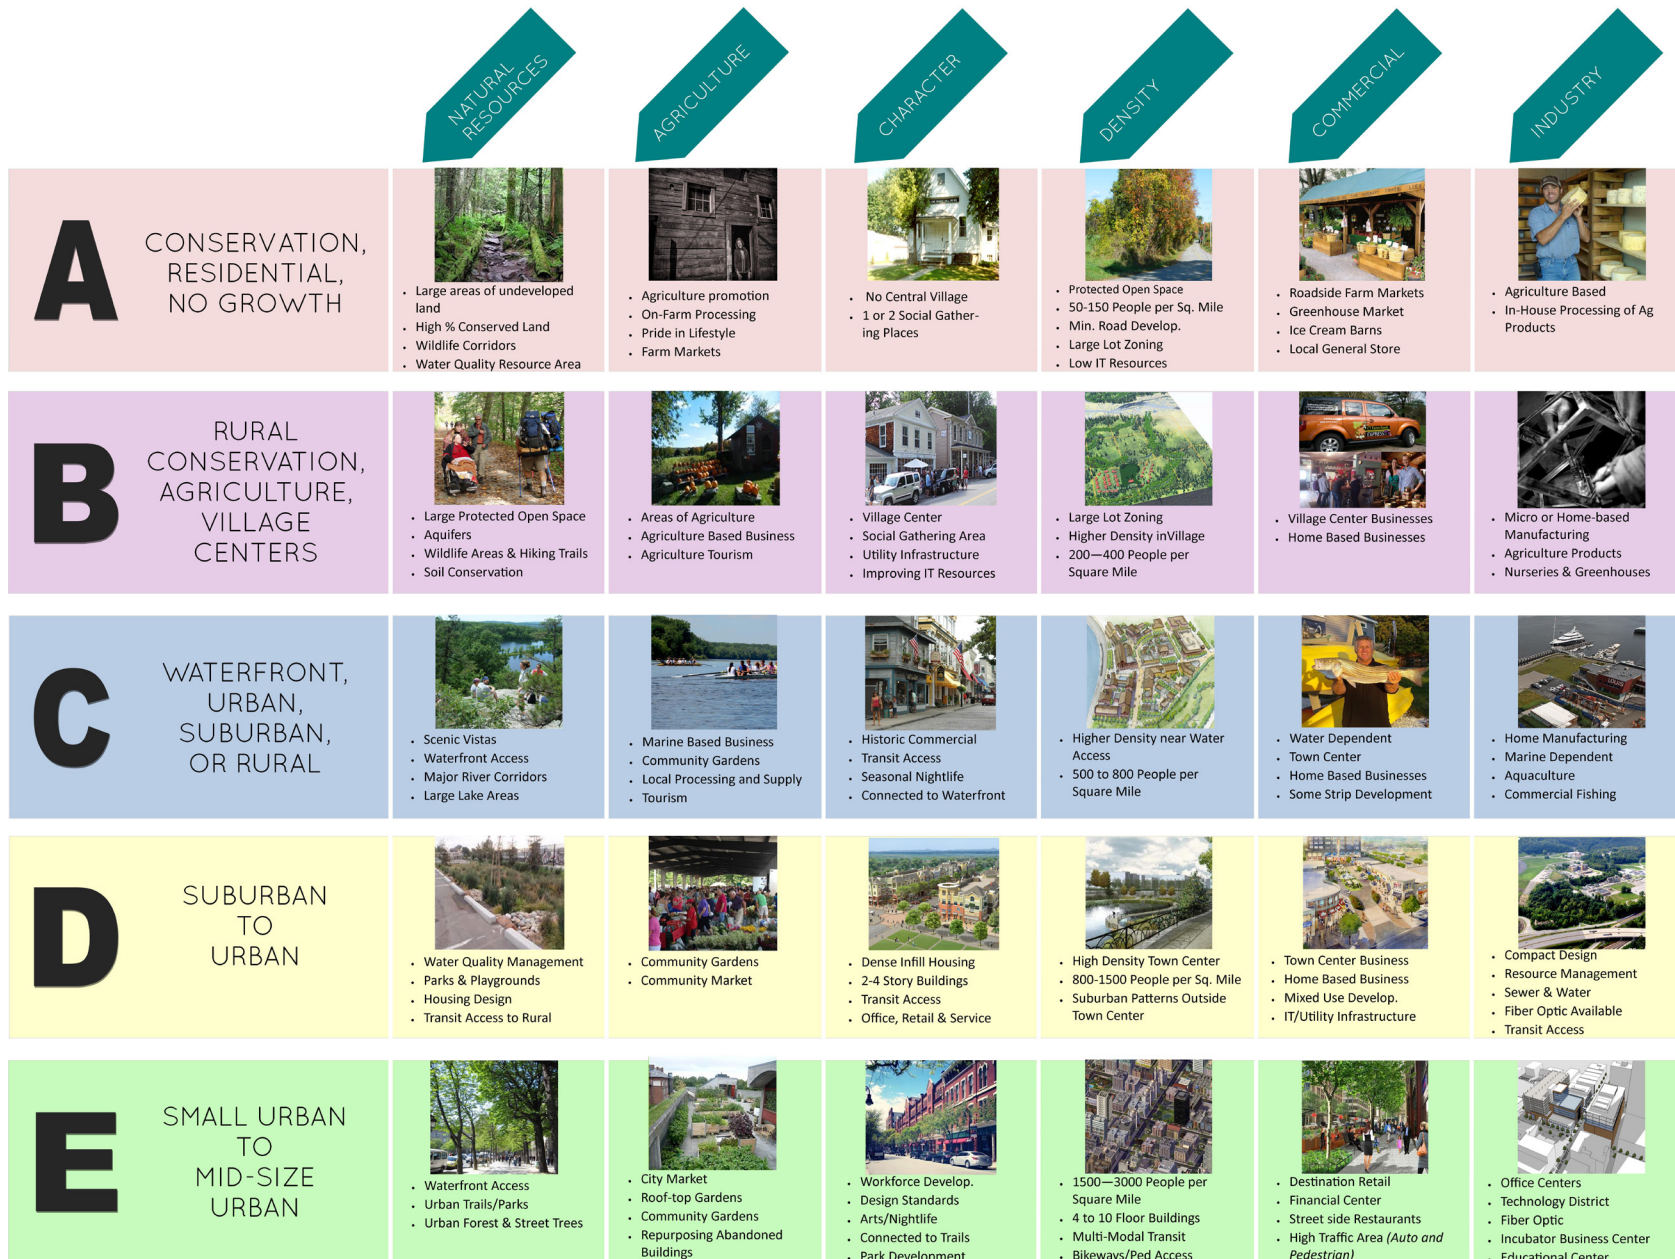 NATURAL
RESOURCES
AGRICULTURE
CHARACTER
DENSITY
COMMERCIAL
INDUSTRY
A
CONSERVATION,
RESIDENTIAL,
NO GROWTH
• Large areas of undeveloped
land
• High % Conserved Land
• Wildlife Corridors
• Water Quality Resource Area
• Agriculture promotion
• On-Farm Processing
• Pride in Lifestyle
• Farm Markets
• No Central Village
• 1 or 2 Social Gather-
ing Places
• Protected Open Space
• 50-150 People per Sq. Mile
• Min. Road Develop.
• Large Lot Zoning
• Low IT Resources
• Roadside Farm Markets
• Greenhouse Market
• Ice Cream Barns
• Local General Store
• Agriculture Based
• In-House Processing of Ag
Products
B
RURAL
CONSERVATION,
AGRICULTURE,
VILLAGE
CENTERS
• Large Protected Open Space
• Aquifers
• Wildlife Areas & Hiking Trails
• Soil Conservation
• Areas of Agriculture
• Agriculture Based Business
• Agriculture Tourism
• Village Center
• Social Gathering Area
• Utility Infrastructure
• Improving IT Resources
• Large Lot Zoning
• Higher Density inVillage
• 200—400 People per
Square Mile
• Village Center Businesses
• Home Based Businesses
• Micro or Home-based
Manufacturing
• Agriculture Products
• Nurseries & Greenhouses
C
WATERFRONT,
URBAN,
SUBURBAN,
OR RURAL
• Scenic Vistas
• Waterfront Access
• Major River Corridors
• Large Lake Areas
• Marine Based Business
• Community Gardens
• Local Processing and Supply
• Tourism
• Historic Commercial
• Transit Access
• Seasonal Nightlife
• Connected to Waterfront
• Higher Density near Water
Access
• 500 to 800 People per
Square Mile
• Water Dependent
• Town Center
• Home Based Businesses
• Some Strip Development
• Home Manufacturing
• Marine Dependent
• Aquaculture
• Commercial Fishing
D
SUBURBAN
TO
URBAN
• Water Quality Management
• Parks & Playgrounds
• Housing Design
• Transit Access to Rural
• Community Gardens
• Community Market
• Dense Infill Housing
• 2-4 Story Buildings
• Transit Access
• Office, Retail & Service
• High Density Town Center
• 800-1500 People per Sq. Mile
• Suburban Patterns Outside
Town Center
• Town Center Business
• Home Based Business
• Mixed Use Develop.
• IT/Utility Infrastructure
• Compact Design
• Resource Management
• Sewer & Water
• Fiber Optic Available
• Transit Access
E
SMALL URBAN
TO
MID-SIZE
URBAN
• Waterfront Access
• Urban Trails/Parks
• Urban Forest & Street Trees
• City Market
• Roof-top Gardens
• Community Gardens
• Repurposing Abandoned
Buildings
• Workforce Develop.
• Design Standards
• Arts/Nightlife
• Connected to Trails
• Park Development
• 1500—3000 People per
Square Mile
• 4 to 10 Floor Buildings
• Multi-Modal Transit
• Bikeways/Ped Access
• Destination Retail
• Financial Center
• Street side Restaurants
• High Traffic Area (Auto and
Pedestrian)
• Office Centers
• Technology District
• Fiber Optic
• Incubator Business Center
• Educational Center